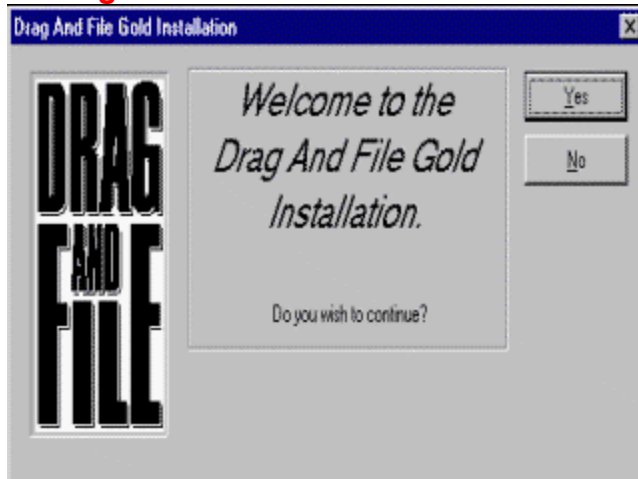 Drag And File Gold Installation
DRAG
AND
FILE
Welcome to the
Drag And File Gold
Installation.
Do you wish to continue?
Yes
No